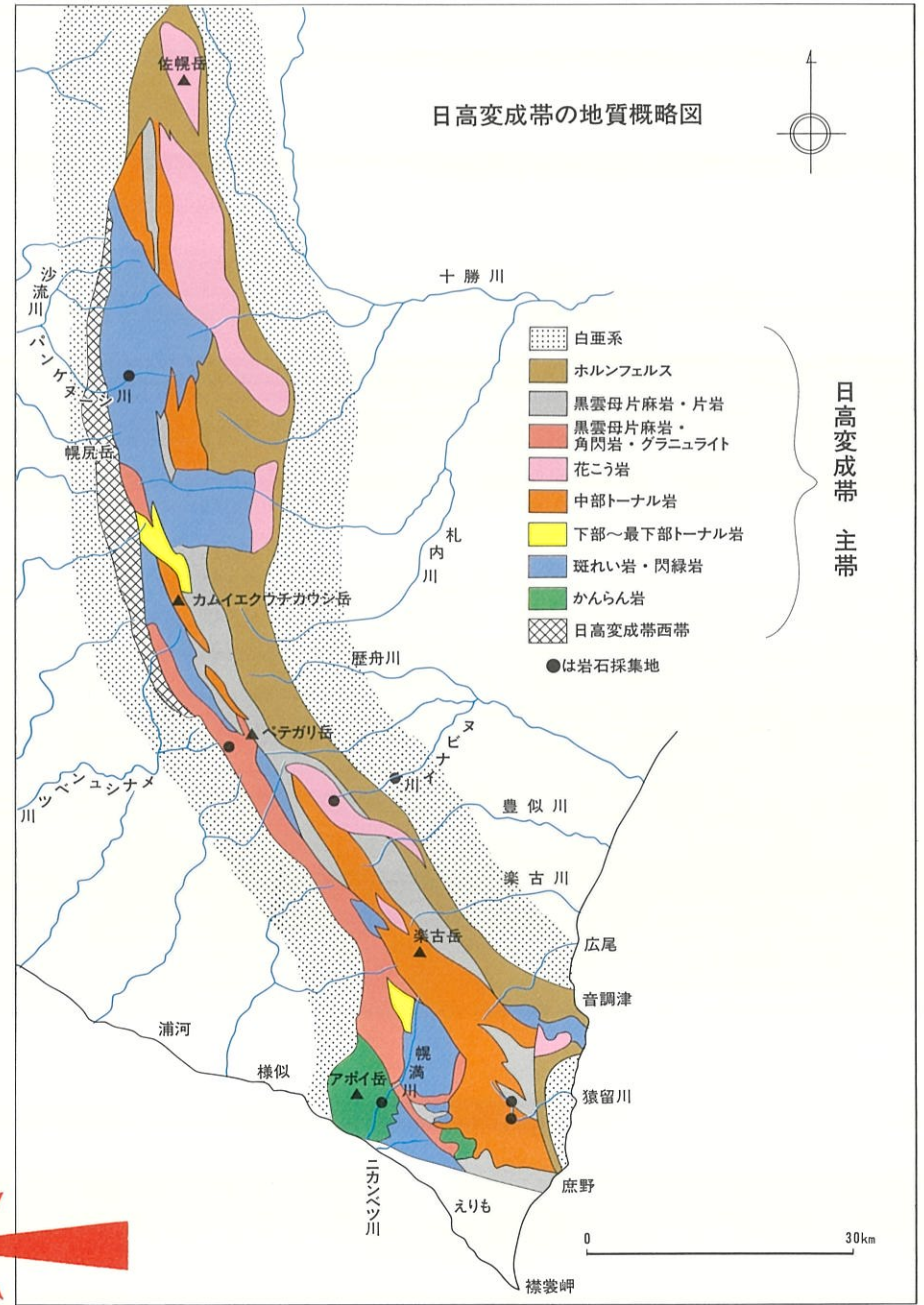 日高変成帯の地質概略図
佐幌岳
十勝川
沙流川
パンケヌーシ川
幌尻岳
札内川
カムイエクウチカウシ岳
歴舟川
ペテガリ岳
ヌビナイ川
メナシュンベツ川
豊似川
楽古川
楽古岳
広尾
音調津
浦河
様似
アポイ岳
幌満川
猿留川
ニカンベツ川
庶野
えりも
襟裳岬
白亜系
ホルンフェルス
黒雲母片麻岩・片岩
黒雲母片麻岩・
角閃岩・グラニュライト
花こう岩
中部トーナル岩
下部〜最下部トーナル岩
斑れい岩・閃緑岩
かんらん岩
日高変成帯西帯
●は岩石採集地
日高変成帯 主帯
0 30km